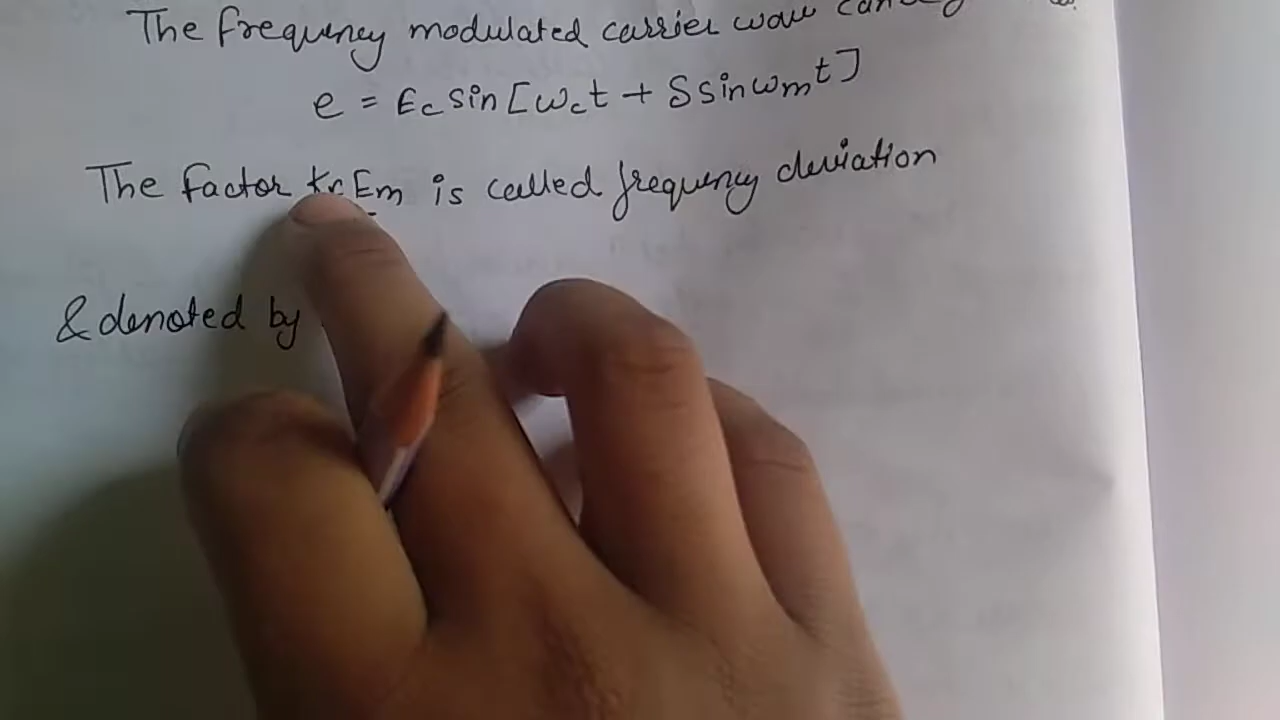 The frequency modulated carrier wave
e = Ec sin [ωct + δ sin ωmt]
The factor Em is called frequency deviation
& denoted by